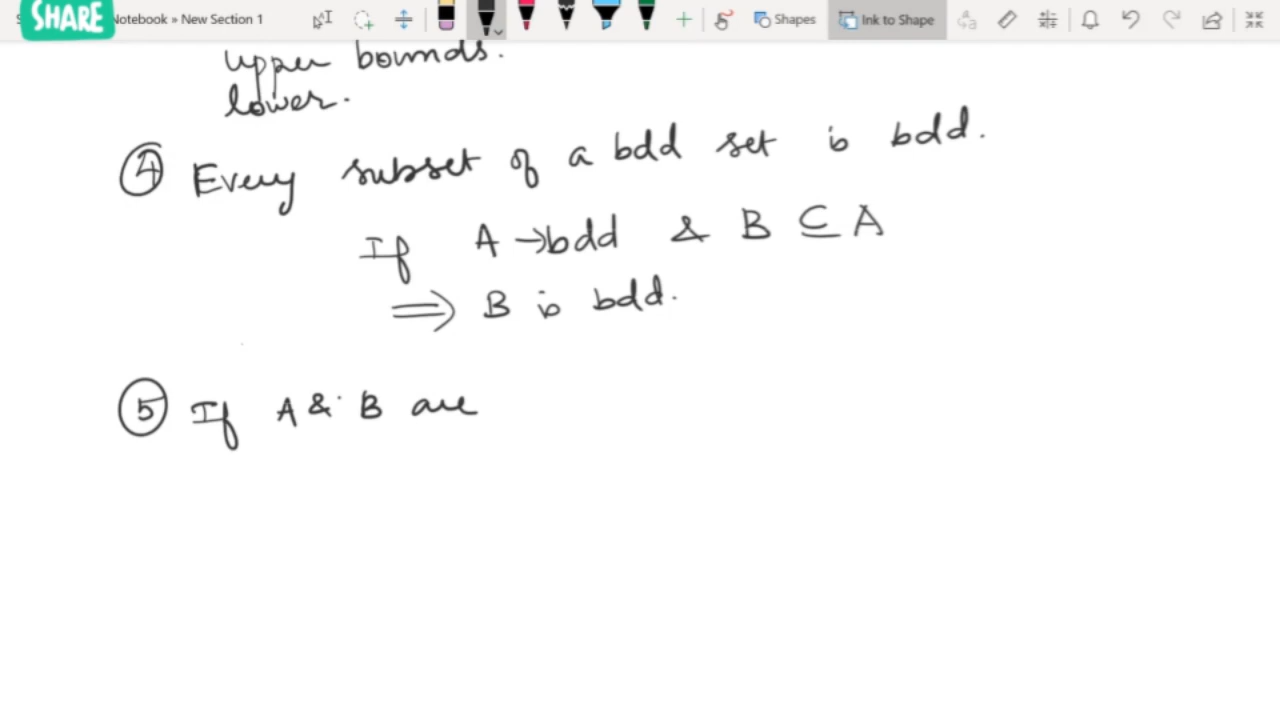 SHARE
Notebook » New Section 1
Shapes
Ink to Shape
upper bounds.
lower.
④ Every subset of a bdd set is bdd.
If A → bdd & B ⊆ A
⟹ B is bdd.
⑤ If A & B are